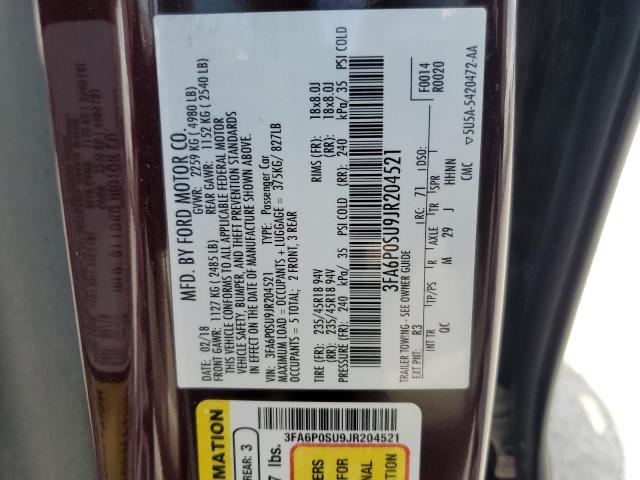 MFD. BY FORD MOTOR CO.
02/18 GVWR: 2259 KG ( 4980 LB)
FRONT GAWR: 1127 KG ( 2485 LB) REAR GAWR: 1152 KG ( 2540 LB)
THIS VEHICLE CONFORMS TO ALL APPLICABLE FEDERAL MOTOR
VEHICLE SAFETY, BUMPER, AND THEFT PREVENTION STANDARDS
IN EFFECT ON THE DATE OF MANUFACTURE SHOWN ABOVE.
VIN: 3FA6P0SU9JR204521 TYPE: Passenger Car
MAXIMUM LOAD = OCCUPANTS + LUGGAGE = 375KG/ 827LB
OCCUPANTS = 5 TOTAL; 2 FRONT, 3 REAR
TIRE (FR): 235/45R18 94V RIMS (FR): 18x8.0J
(RR): 235/45R18 94V (RR): 18x8.0J
PRESSURE (FR): 240 kPa/ 35 PSI COLD (RR): 240 kPa/ 35 PSI COLD
3FA6P0SU9JR204521
TRAILER TOWING - SEE OWNER GUIDE
EXT PNT: R3 RC: 71 DSO: F0014
R0020
INT TR TP/PS R AXLE TR SPR
QC M 29 J HHNN
CMC
5U5A-5420472-AA
3FA6P0SU9JR204521
REAR: 3
7 lbs.